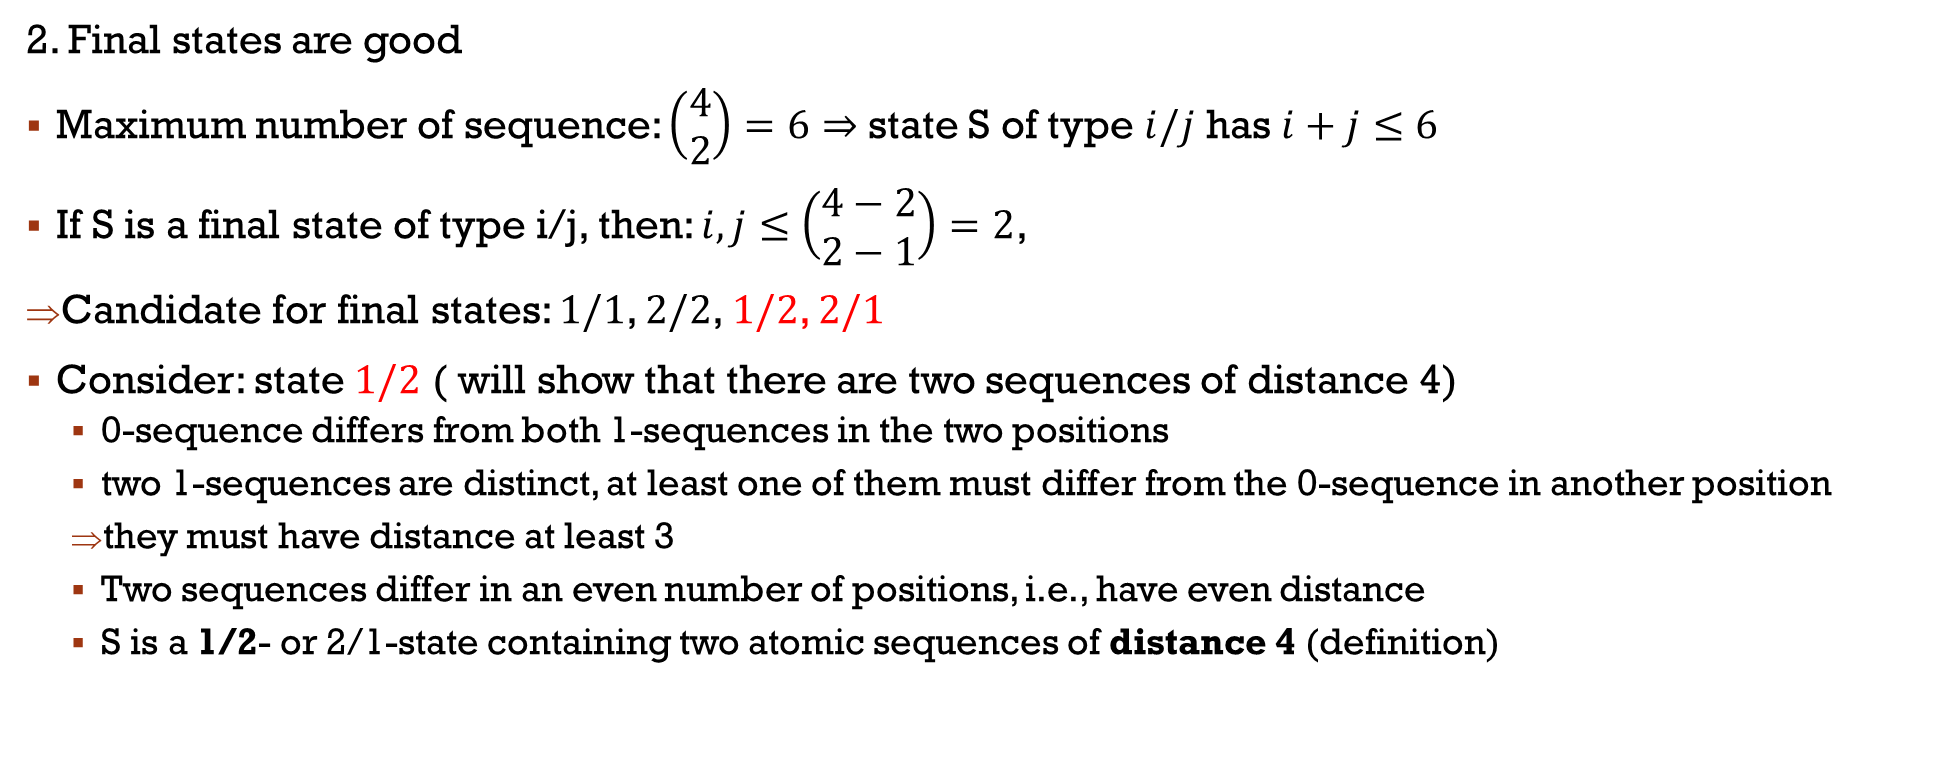 2. Final states are good
▪ Maximum number of sequence: $\binom{4}{2} = 6 \Rightarrow$ state S of type $i/j$ has $i + j \leq 6$
▪ If S is a final state of type i/j, then: $i, j \leq \binom{4-2}{2-1} = 2,$
⇒Candidate for final states: 1/1, 2/2, 1/2, 2/1
▪ Consider: state 1/2 ( will show that there are two sequences of distance 4)
▪ 0-sequence differs from both 1-sequences in the two positions
▪ two 1-sequences are distinct, at least one of them must differ from the 0-sequence in another position
⇒they must have distance at least 3
▪ Two sequences differ in an even number of positions, i.e., have even distance
▪ S is a 1/2- or 2/1-state containing two atomic sequences of distance 4 (definition)